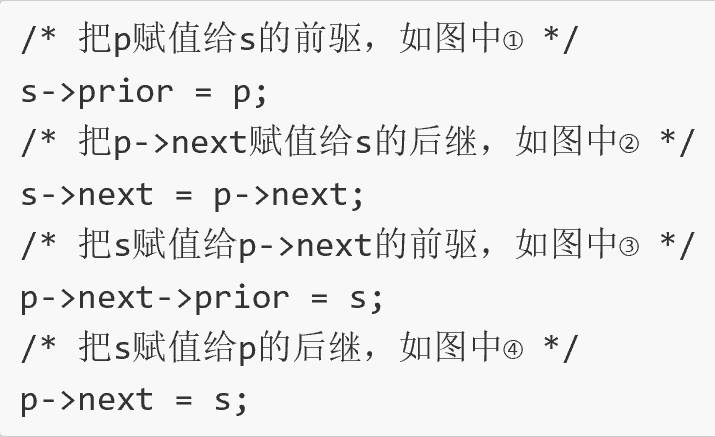 /* 把p赋值给s的前驱，如图中① */
s->prior = p;
/* 把p->next赋值给s的后继，如图中② */
s->next = p->next;
/* 把s赋值给p->next的前驱，如图中③ */
p->next->prior = s;
/* 把s赋值给p的后继，如图中④ */
p->next = s;